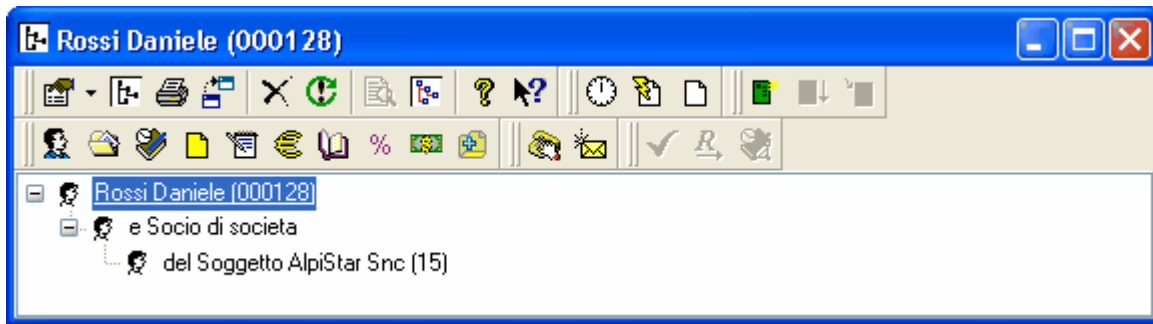 Rossi Daniele (000128)
Rossi Daniele (000128)
e Socio di societa
del Soggetto AlpiStar Snc (15)